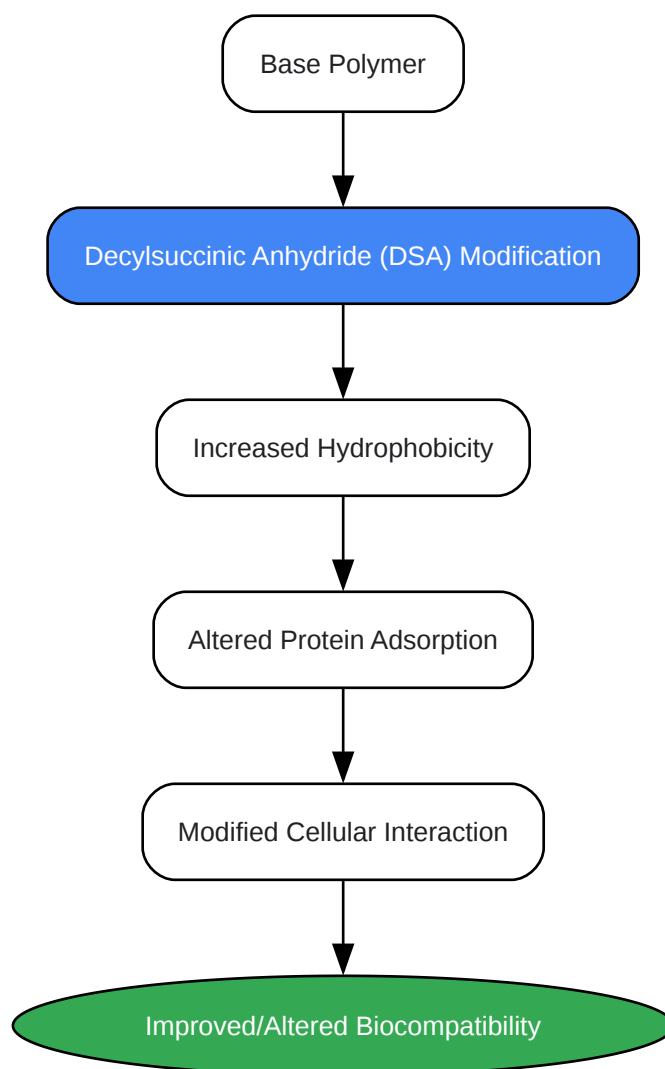 Base Polymer
Decylsuccinic Anhydride (DSA) Modification
Increased Hydrophobicity
Altered Protein Adsorption
Modified Cellular Interaction
Improved/Altered Biocompatibility